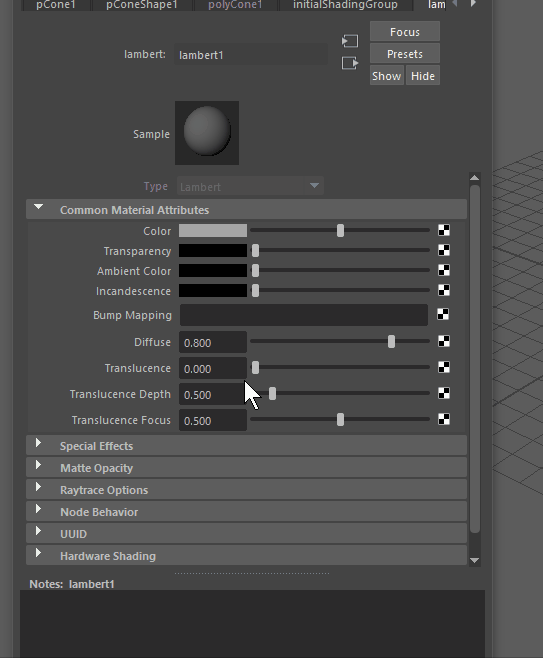 pCone1 pConeShape1 polyCone1 initialShadingGroup lam
Focus
lambert: lambert1
Presets
Show Hide
Sample
Type Lambert
Common Material Attributes
Color
Transparency
Ambient Color
Incandescence
Bump Mapping
Diffuse 0.800
Translucence 0.000
Translucence Depth 0.500
Translucence Focus 0.500
Special Effects
Matte Opacity
Raytrace Options
Node Behavior
UUID
Hardware Shading
Notes: lambert1